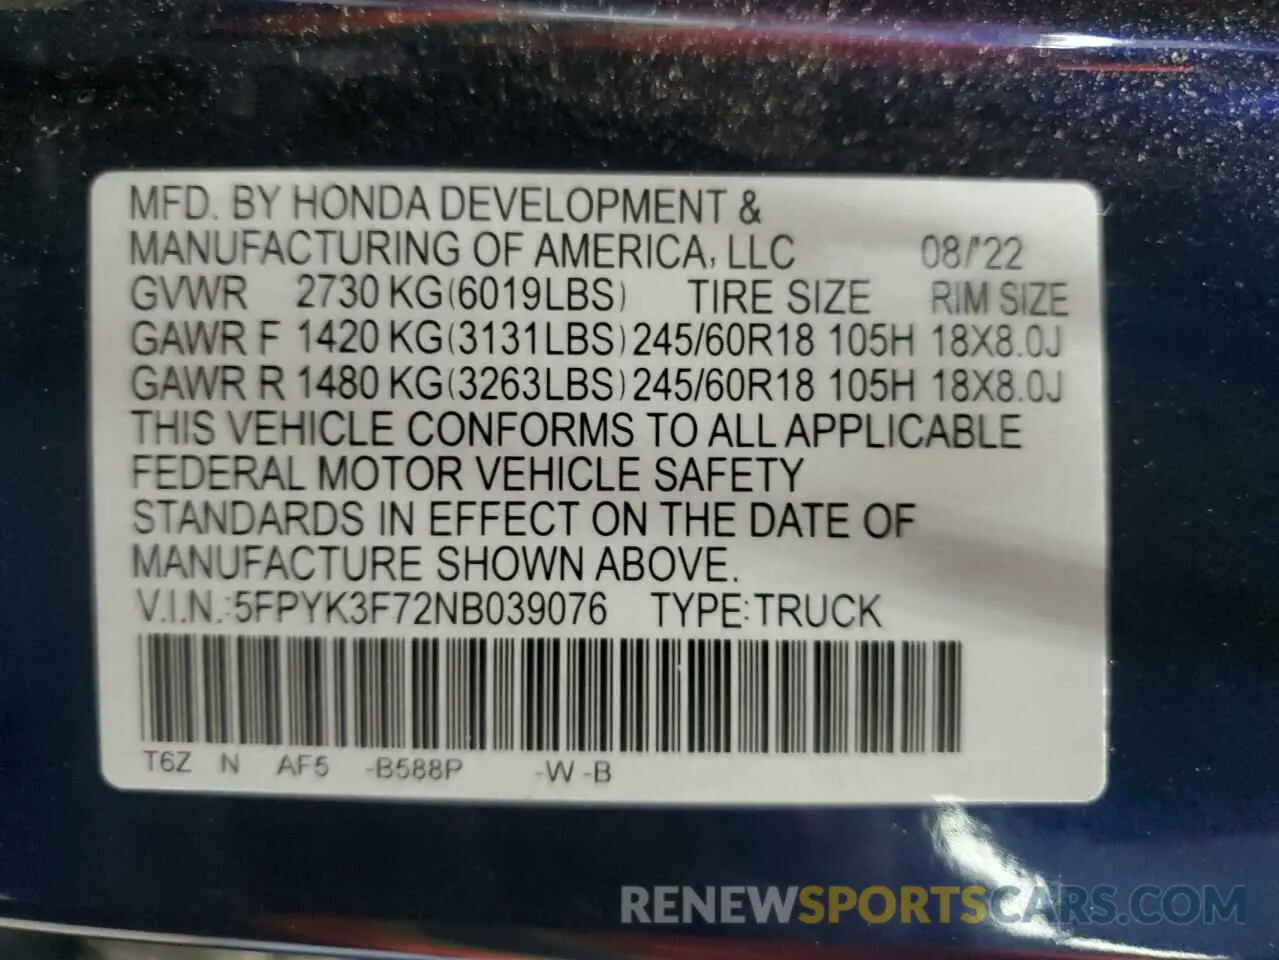 MFD. BY HONDA DEVELOPMENT &
MANUFACTURING OF AMERICA, LLC 08/'22
GVWR 2730 KG(6019LBS) TIRE SIZE RIM SIZE
GAWR F 1420 KG(3131LBS) 245/60R18 105H 18X8.0J
GAWR R 1480 KG(3263LBS) 245/60R18 105H 18X8.0J
THIS VEHICLE CONFORMS TO ALL APPLICABLE
FEDERAL MOTOR VEHICLE SAFETY
STANDARDS IN EFFECT ON THE DATE OF
MANUFACTURE SHOWN ABOVE.
V.I.N.:5FPYK3F72NB039076 TYPE:TRUCK
T6Z N AF5 -B588P -W -B
RENEWSPORTSCARS.COM